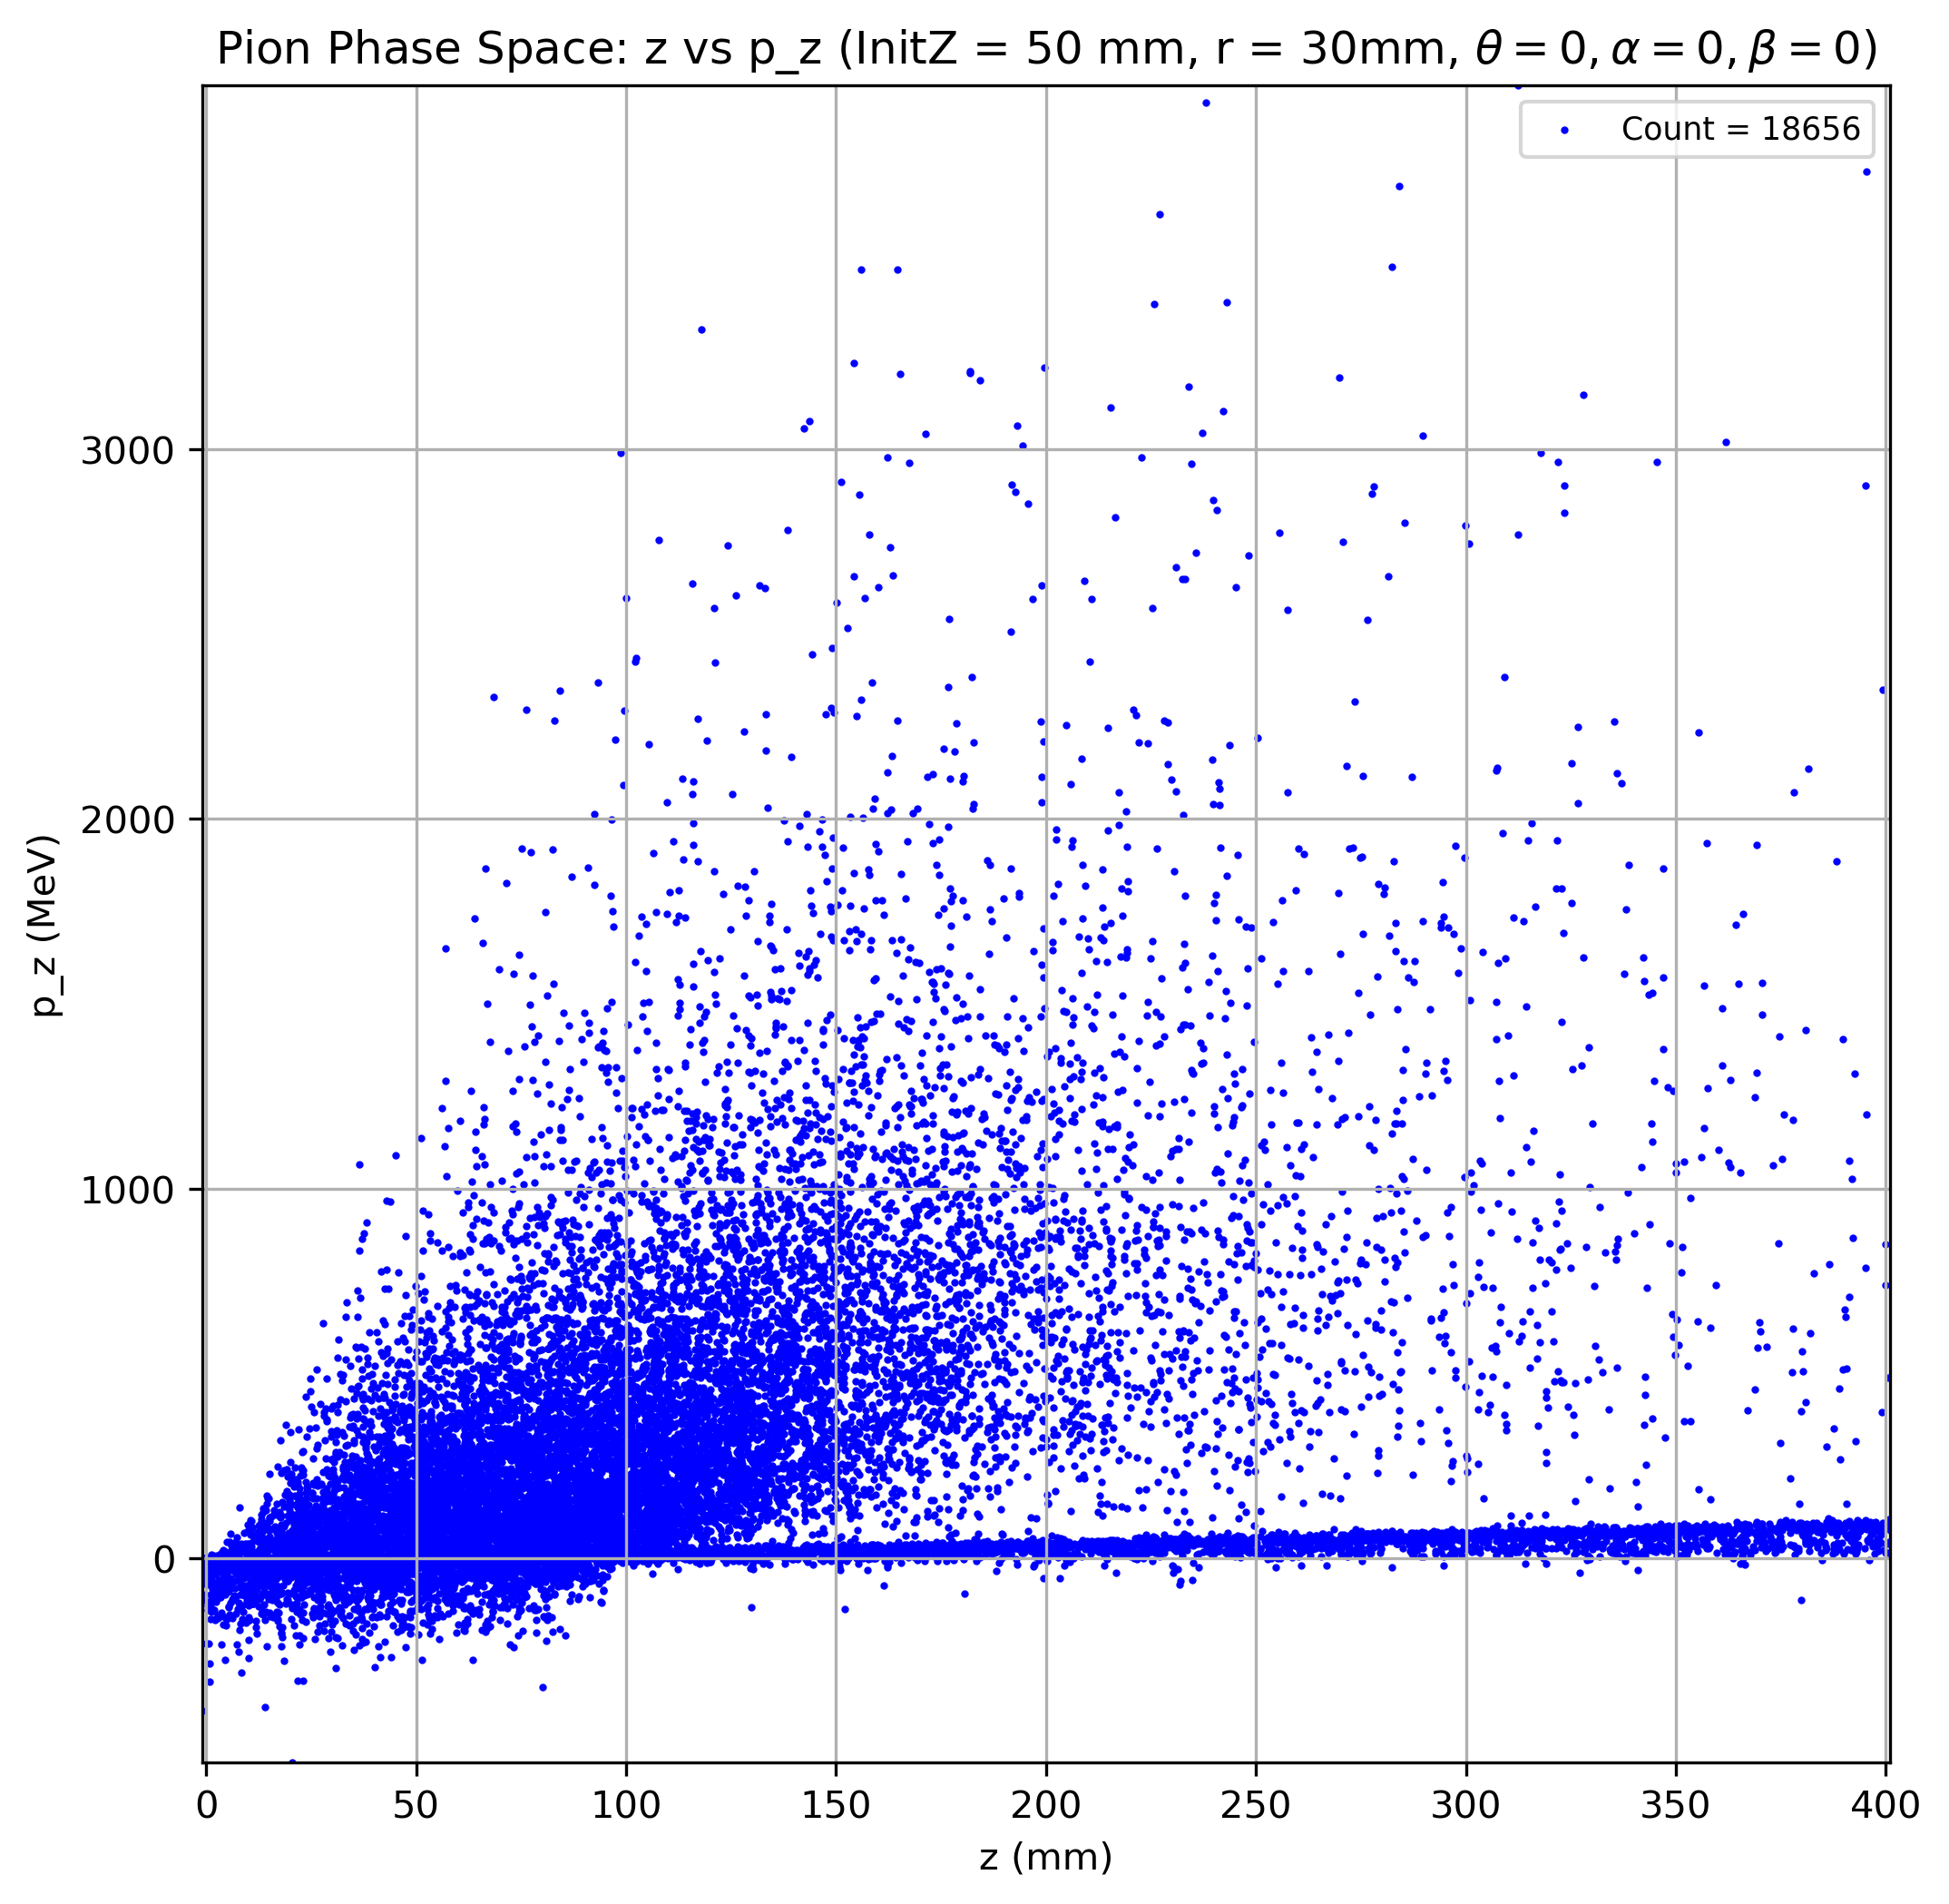 Pion Phase Space: z vs p_z (InitZ = 50 mm, r = 30mm, θ = 0, α = 0, β = 0)
Count = 18656
3000
2000
1000
0
p_z (MeV)
0 50 100 150 200 250 300 350 400
z (mm)